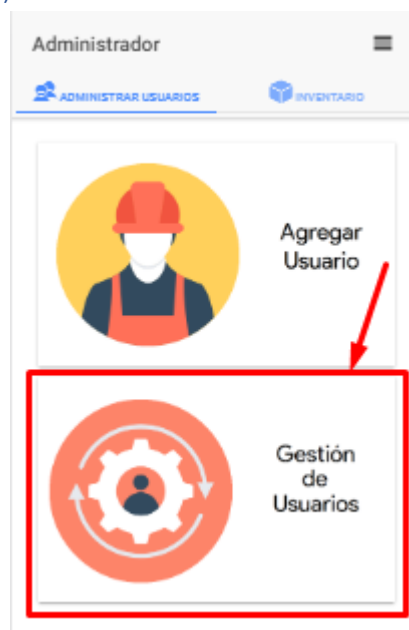 Administrador
ADMINISTRAR USUARIOS
INVENTARIO
Agregar
Usuario
Gestión
de
Usuarios